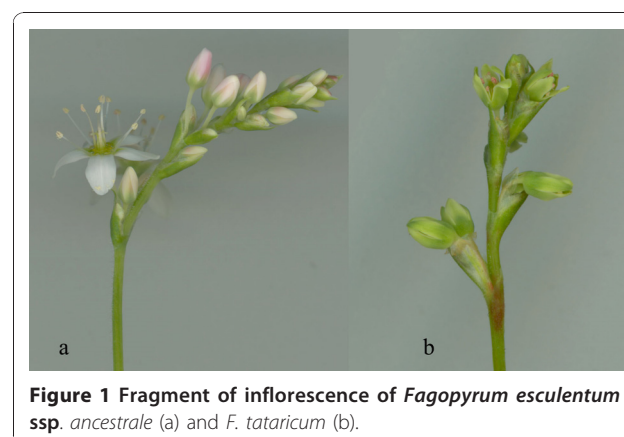 a
b
Figure 1 Fragment of inflorescence of Fagopyrum esculentum
ssp. ancestrale (a) and F. tataricum (b).